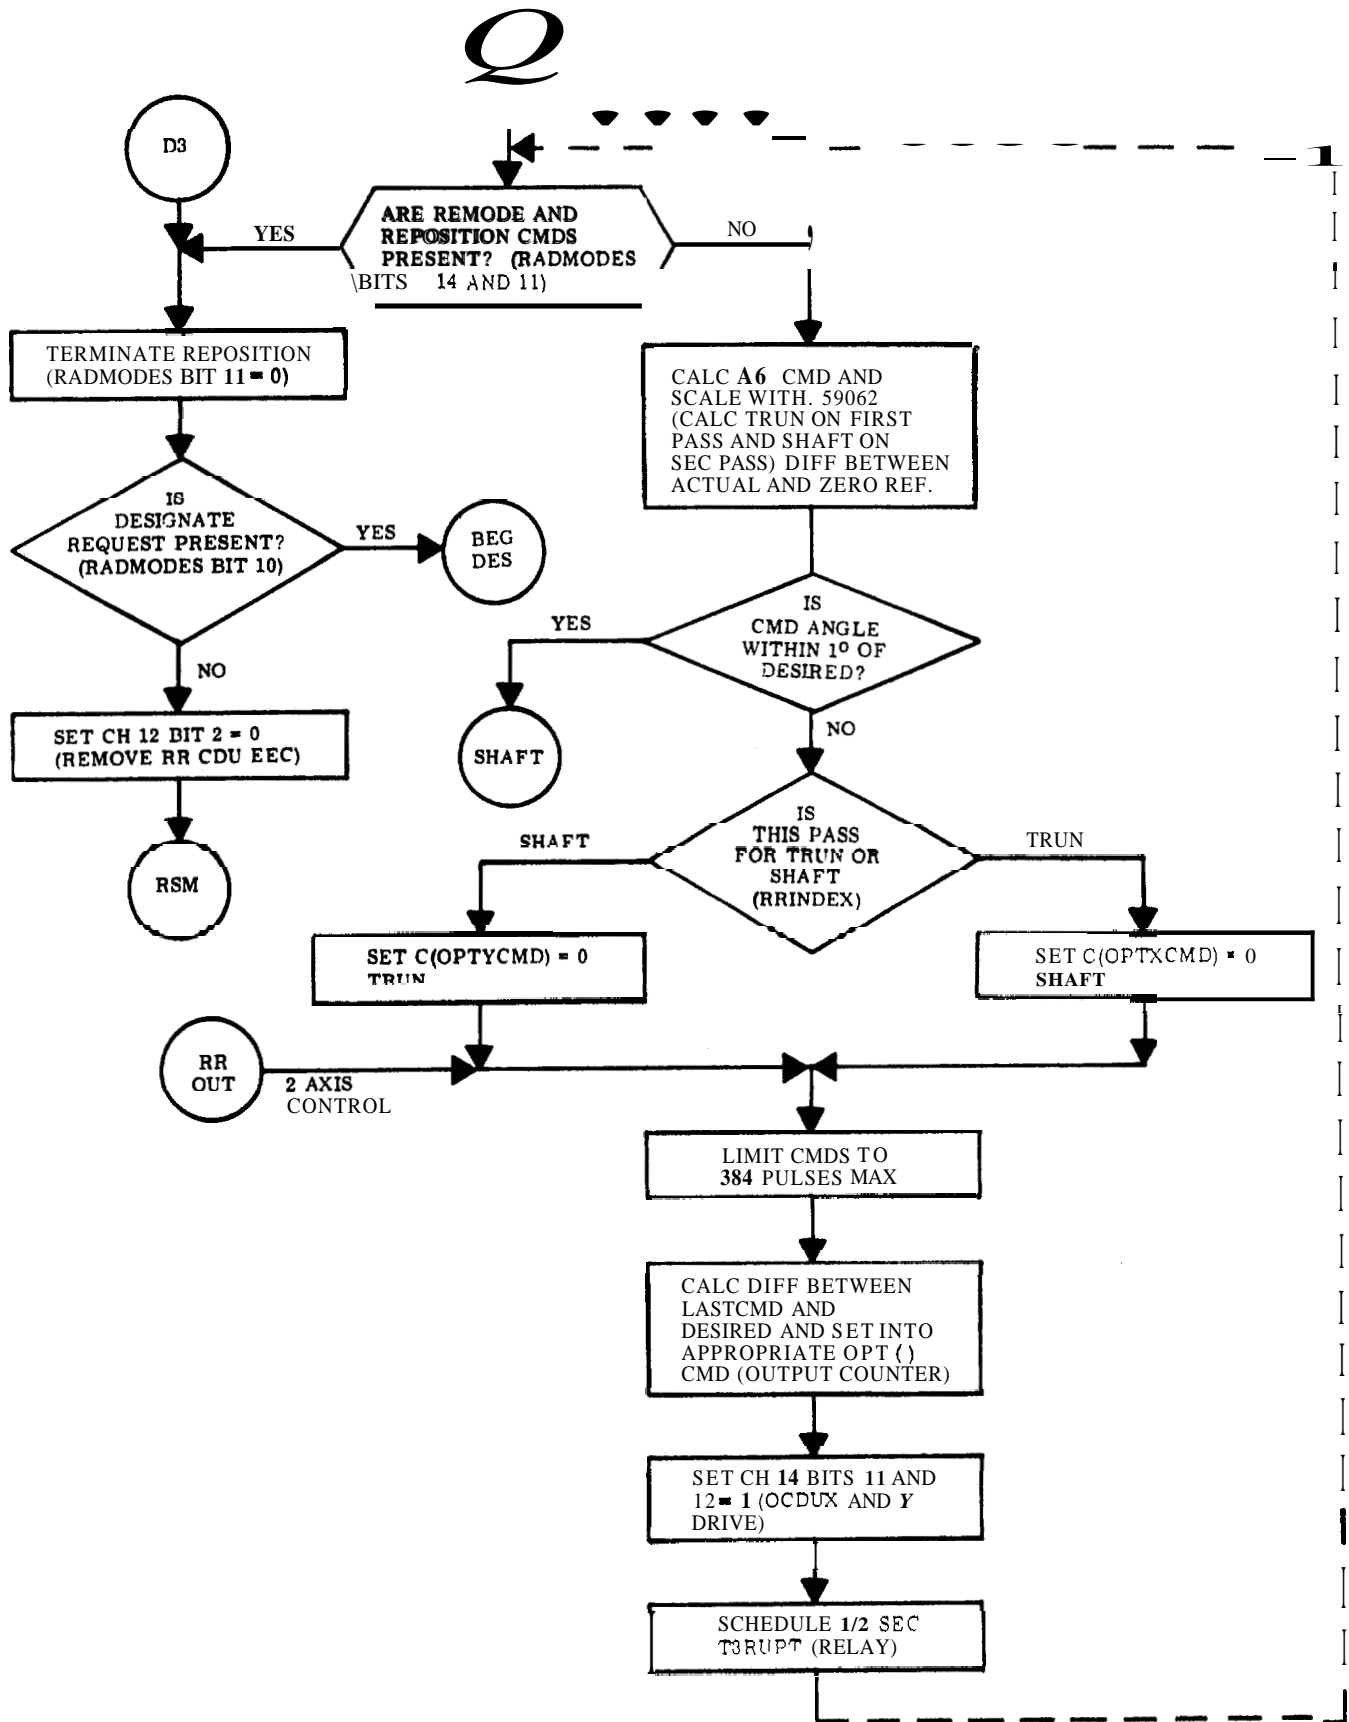 Q
D3
ARE REMODE AND
REPOSITION CMDS
PRESENT? (RADMODES
\BITS 14 AND 11)
YES
NO
TERMINATE REPOSITION
(RADMODES BIT 11 = 0)
CALC A6 CMD AND
SCALE WITH. 59062
(CALC TRUN ON FIRST
PASS AND SHAFT ON
SEC PASS) DIFF BETWEEN
ACTUAL AND ZERO REF.
IS
DESIGNATE
REQUEST PRESENT?
(RADMODES BIT 10)
YES
BEG
DES
NO
IS
CMD ANGLE
WITHIN 1º OF
DESIRED?
YES
SHAFT
NO
SET CH 12 BIT 2 = 0
(REMOVE RR CDU EEC)
RSM
IS
THIS PASS
FOR TRUN OR
SHAFT
(RRINDEX)
SHAFT
TRUN
SET C(OPTYCMD) = 0
TRUN
SET C(OPTXCMD) = 0
SHAFT
RR
OUT
2 AXIS
CONTROL
LIMIT CMDS TO
384 PULSES MAX
CALC DIFF BETWEEN
LASTCMD AND
DESIRED AND SET INTO
APPROPRIATE OPT ( )
CMD (OUTPUT COUNTER)
SET CH 14 BITS 11 AND
12 = 1 (OCDUX AND Y
DRIVE)
SCHEDULE 1/2 SEC
T3RUPT (RELAY)